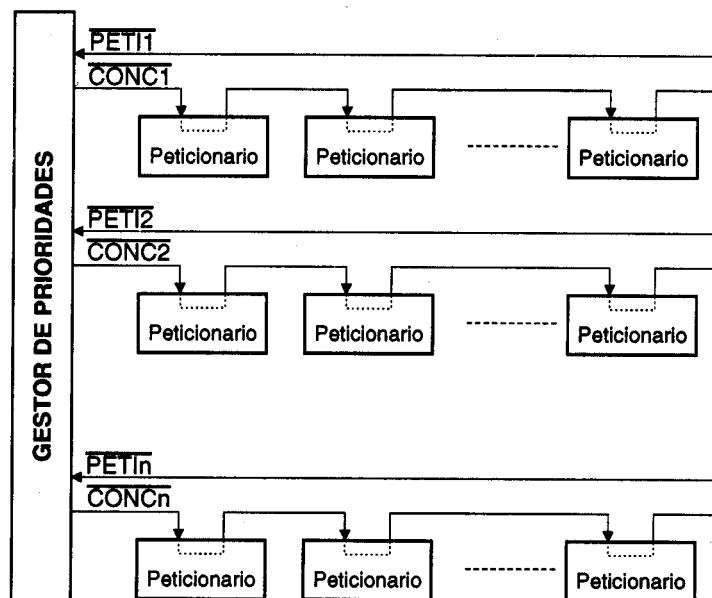 GESTOR DE PRIORIDADES
PETI1
CONC1
Peticionario Peticionario Peticionario
PETI2
CONC2
Peticionario Peticionario Peticionario
PETIn
CONCn
Peticionario Peticionario Peticionario